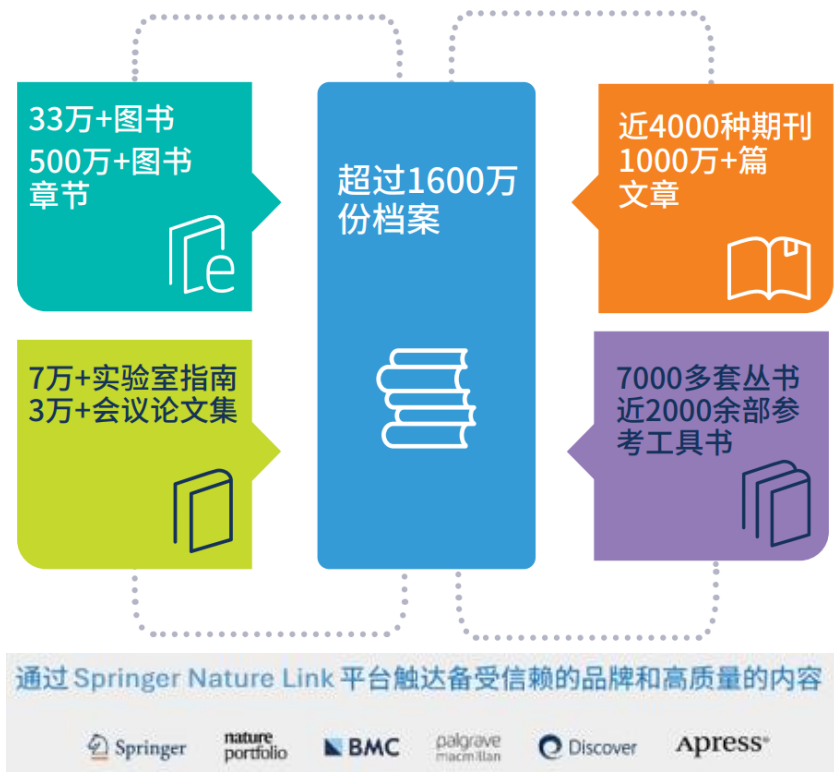 33万+图书
500万+图书
章节
超过1600万
份档案
近4000种期刊
1000万+篇
文章
7万+实验室指南
3万+会议论文集
7000多套丛书
近2000余部参
考工具书
通过 Springer Nature Link 平台触达备受信赖的品牌和高质量的内容
Springer
nature
portfolio
BMC
palgrave
macmillan
Discover
Apress®